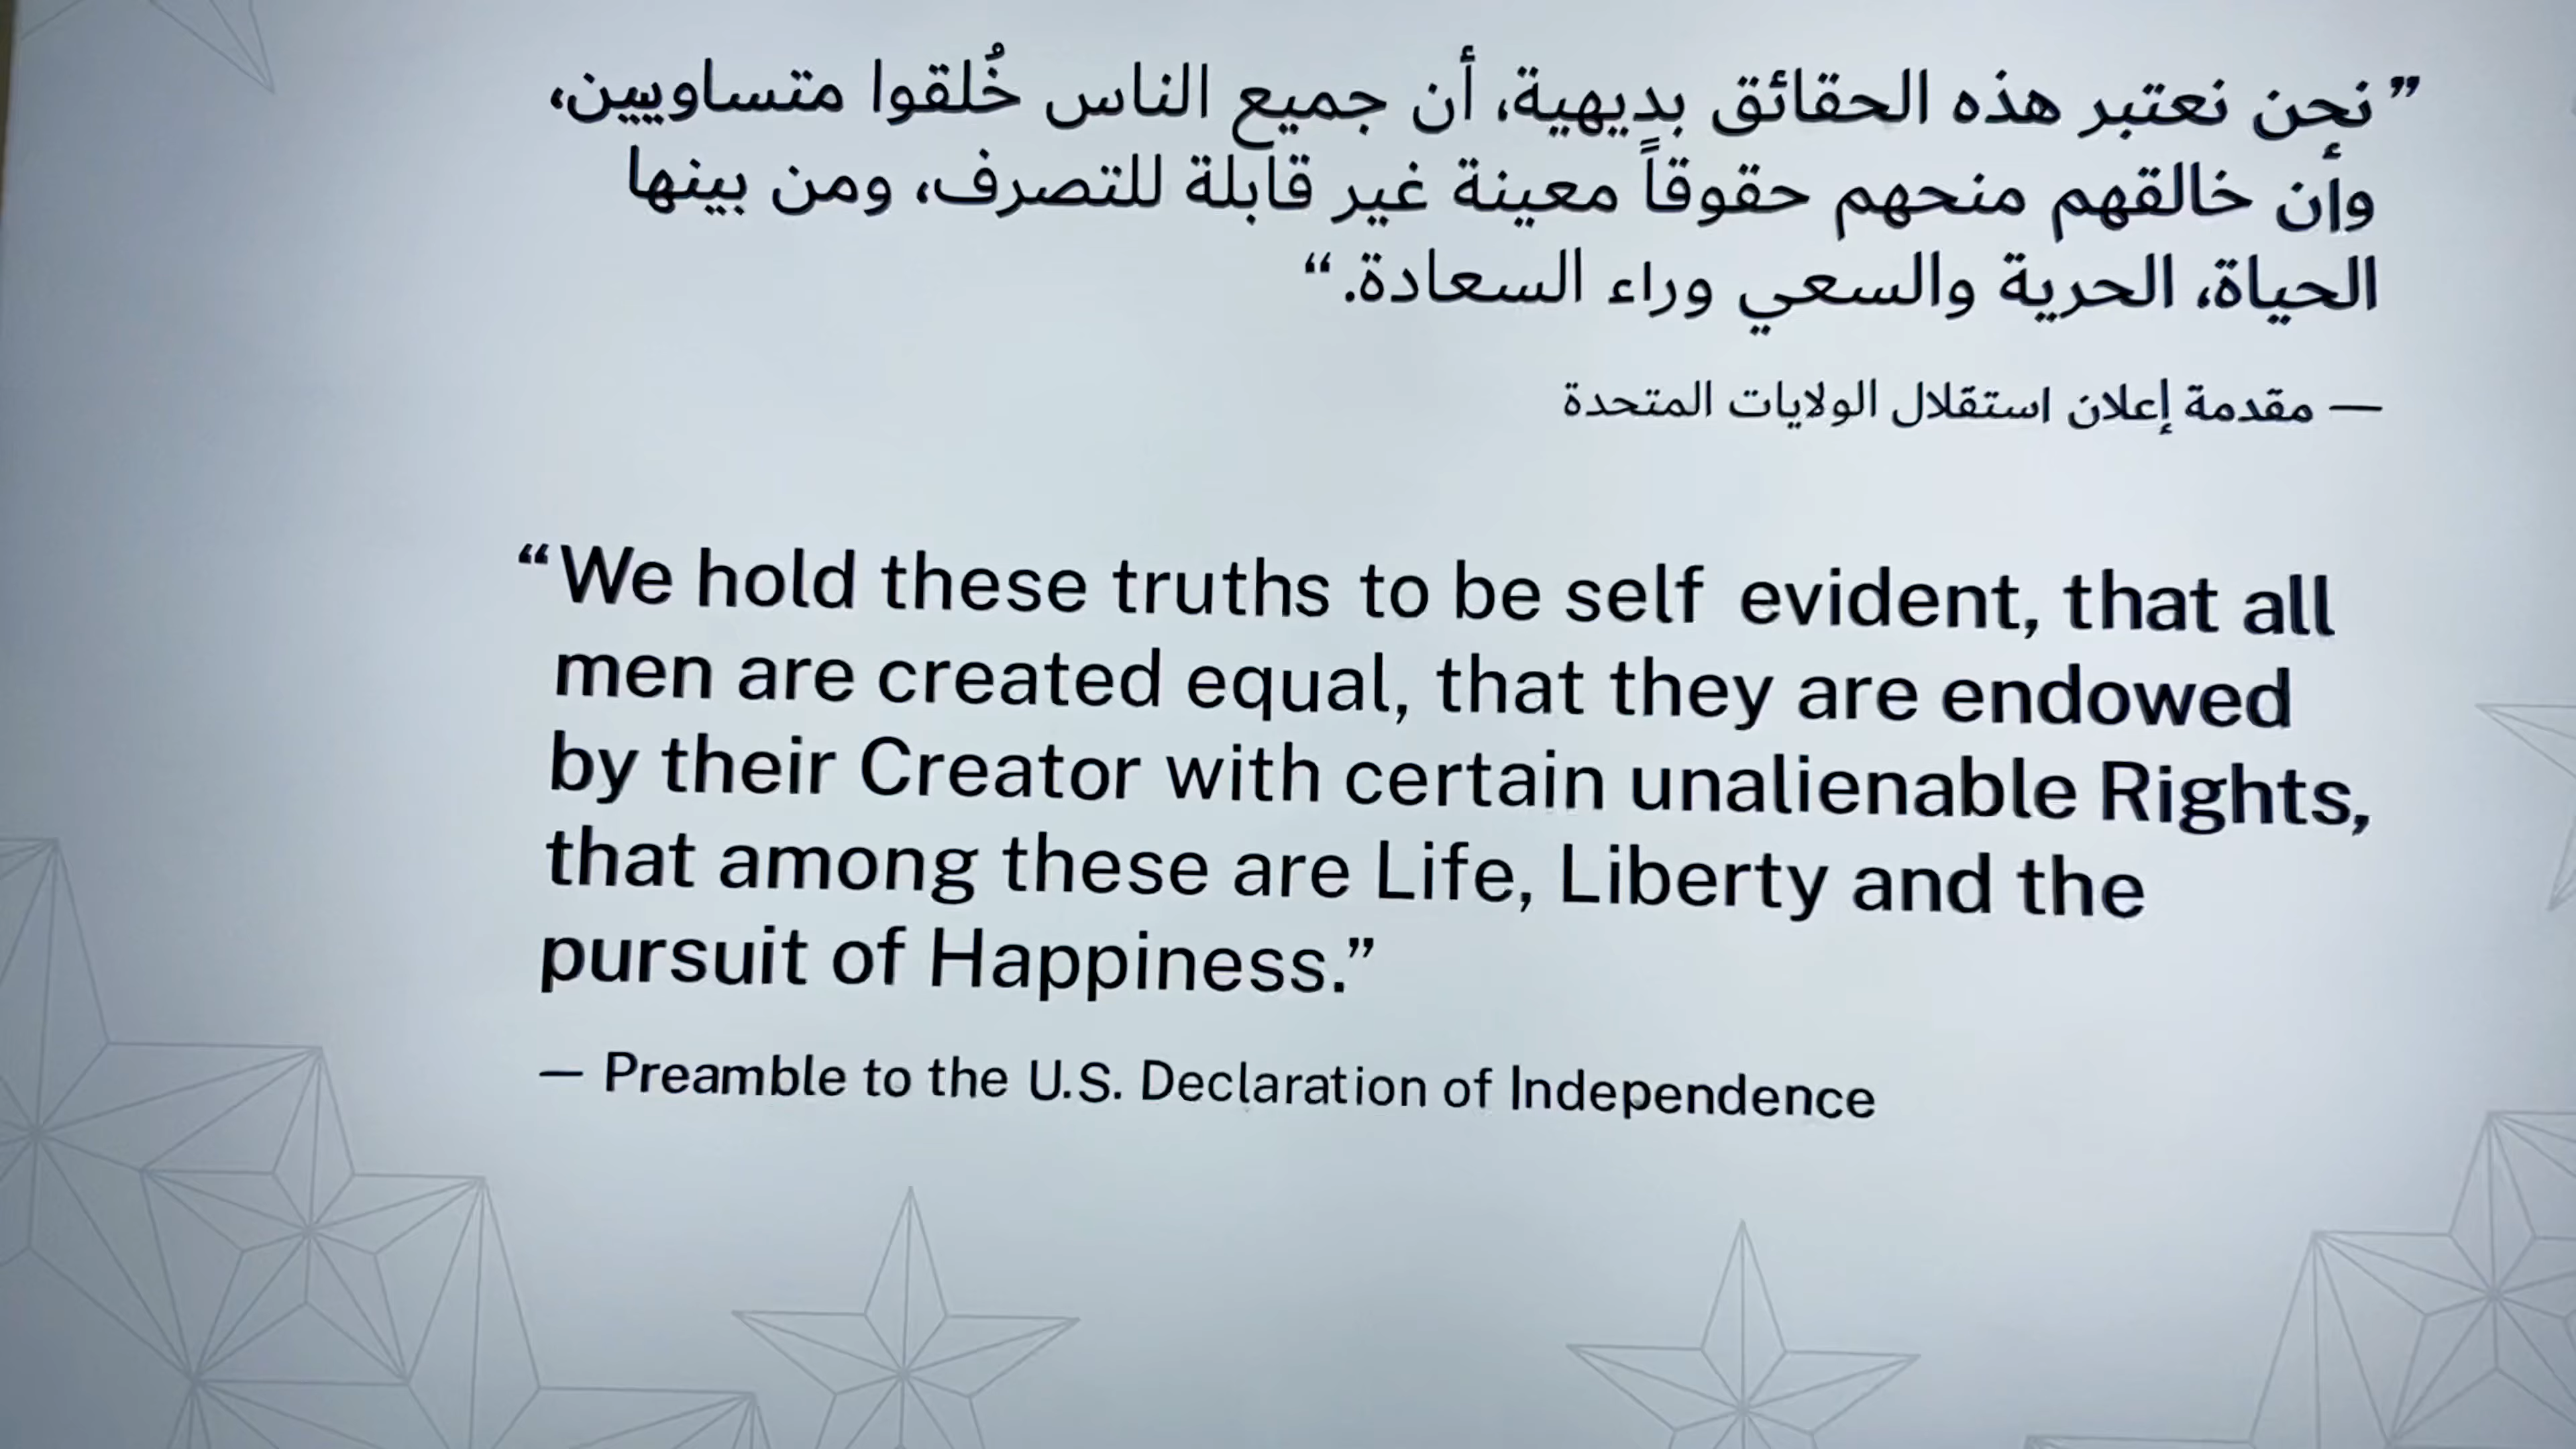 ”نحن نعتبر هذه الحقائق بديهية، أن جميع الناس خُلقوا متساويين،
وأن خالقهم منحهم حقوقاً معينة غير قابلة للتصرف، ومن بينها
الحياة، الحرية والسعي وراء السعادة.“
— مقدمة إعلان استقلال الولايات المتحدة
“We hold these truths to be self evident, that all
men are created equal, that they are endowed
by their Creator with certain unalienable Rights,
that among these are Life, Liberty and the
pursuit of Happiness.”
— Preamble to the U.S. Declaration of Independence